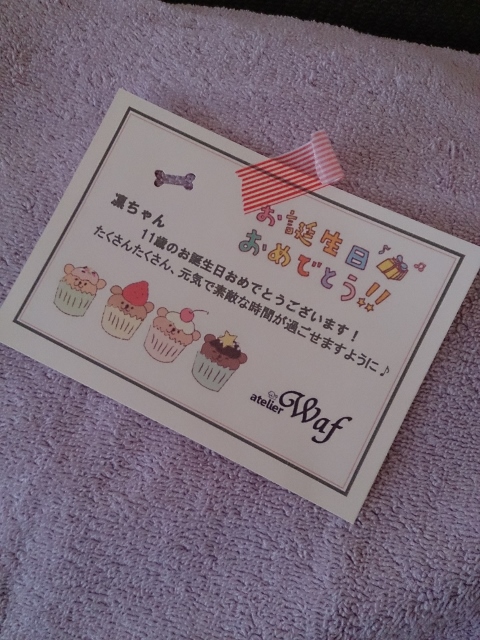 お誕生日
おめでとう!!
凛ちゃん
11歳のお誕生日おめでとうございます!
たくさんたくさん、元気で素敵な時間が過ごせますように♪
atelier Waf